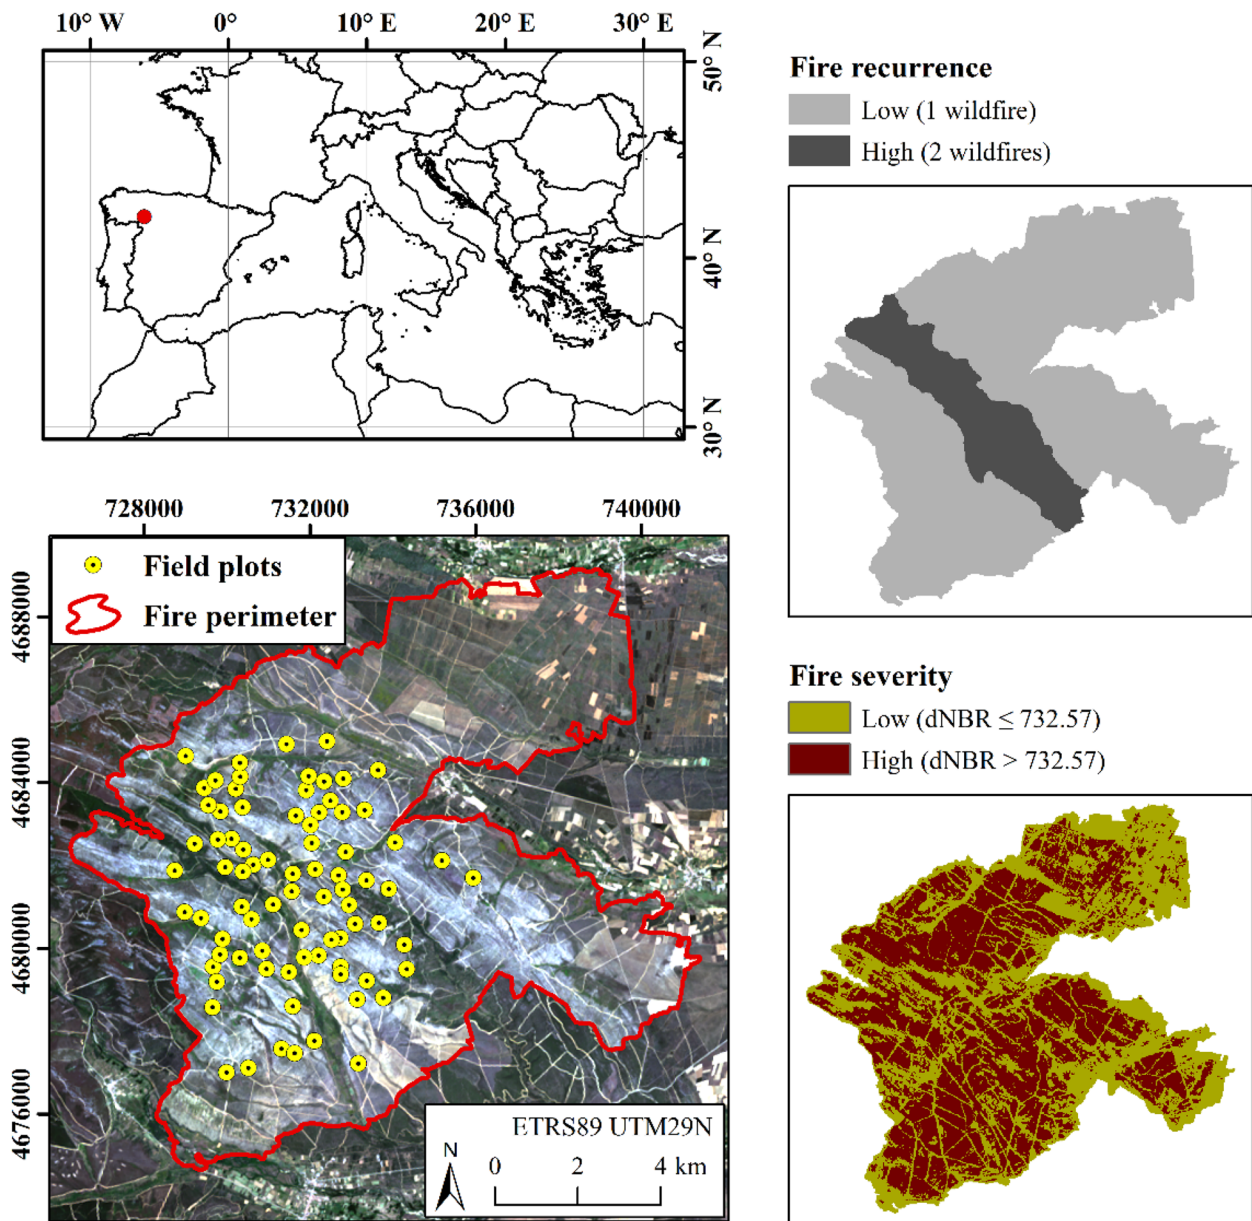 10° W 0° 10° E 20° E 30° E
50° N
40° N
30° N
Fire recurrence
Low (1 wildfire)
High (2 wildfires)
728000 732000 736000 740000
Field plots
Fire perimeter
4688000
4684000
4680000
4676000
ETRS89 UTM29N
N
0 2 4 km
Fire severity
Low (dNBR ≤ 732.57)
High (dNBR > 732.57)